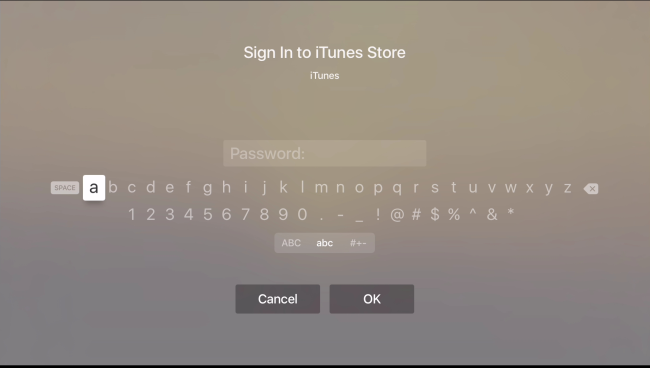 Sign In to iTunes Store
iTunes
Password:
SPACE a b c d e f g h i j k l m n o p q r s t u v w x y z
1 2 3 4 5 6 7 8 9 0 . - _ ! @ # $ % ^ & *
ABC abc #+-
Cancel OK